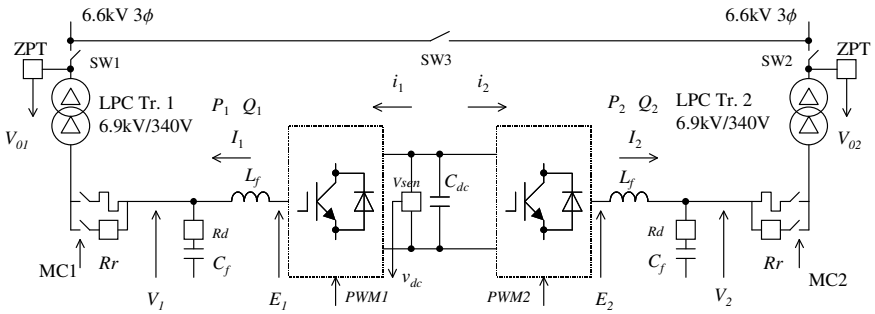 6.6kV 3ϕ
6.6kV 3ϕ
ZPT
ZPT
SW1
SW3
SW2
i1
i2
LPC Tr. 1
6.9kV/340V
P1 Q1
P2 Q2
LPC Tr. 2
6.9kV/340V
V01
V02
I1
I2
Lf
Vsen
Cdc
Lf
Rd
Rd
MC1
Rr
Cf
vdc
Cf
Rr
MC2
V1
E1
PWM1
PWM2
E2
V2